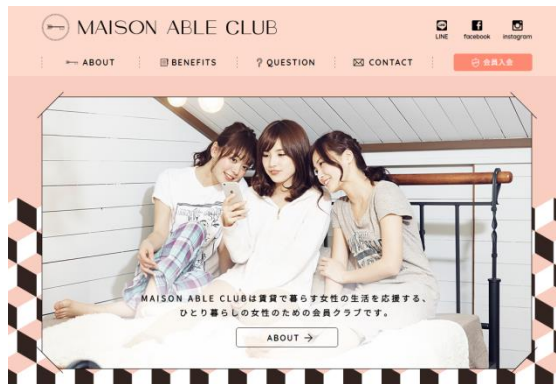 MAISON ABLE CLUB
LINE
facebook
instagram
ABOUT
BENEFITS
QUESTION
CONTACT
会員入会
MAISON ABLE CLUBは賃貸で暮らす女性の生活を応援する、
ひとり暮らしの女性のための会員クラブです。
ABOUT →